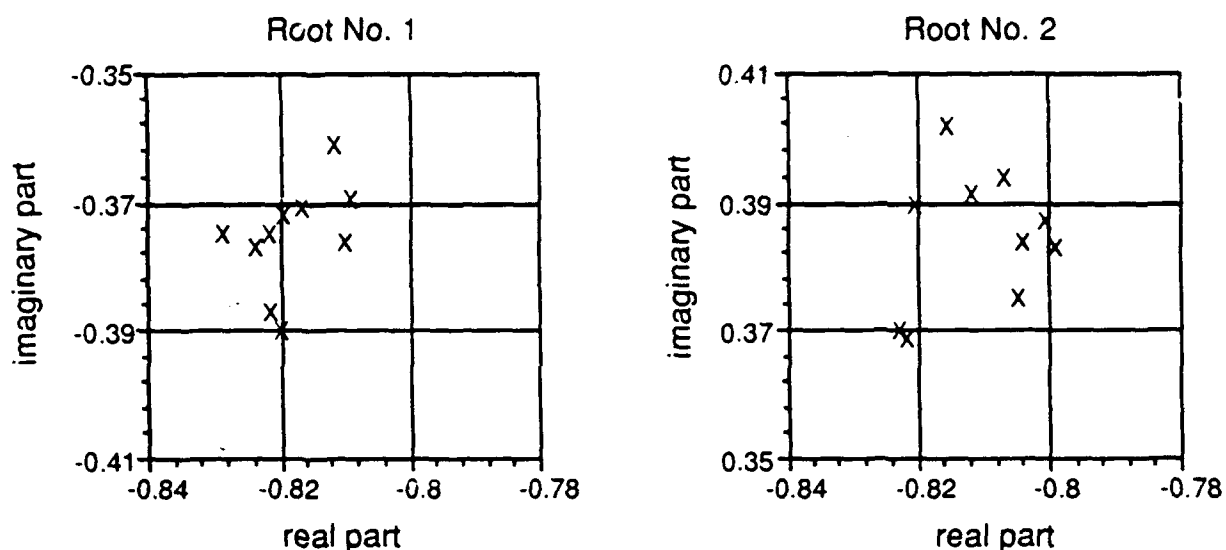 Root No. 1
-0.35
-0.37
-0.39
-0.41
-0.84 -0.82 -0.8 -0.78
imaginary part
real part
Root No. 2
0.41
0.39
0.37
0.35
-0.84 -0.82 -0.8 -0.78
imaginary part
real part